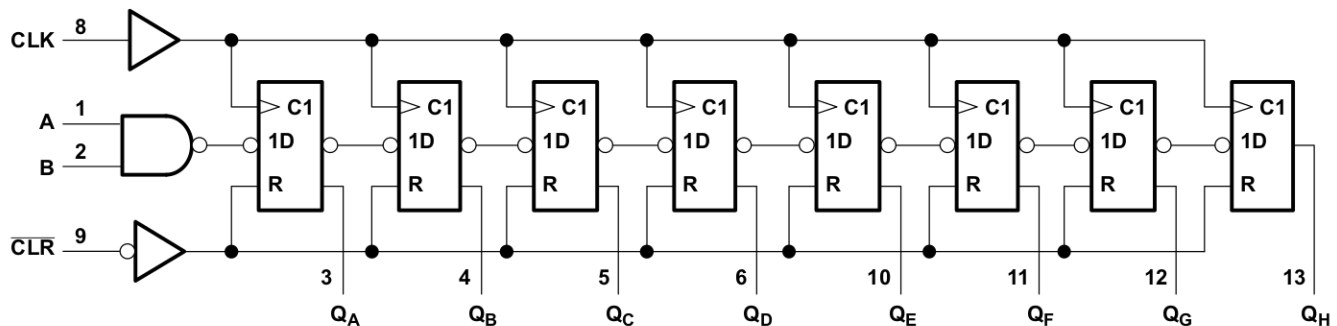 CLK 8
C1 C1 C1 C1 C1 C1 C1 C1
A 1
1D 1D 1D 1D 1D 1D 1D 1D
B 2
R R R R R R R R
CLR 9
3 4 5 6 10 11 12 13
QA QB QC QD QE QF QG QH